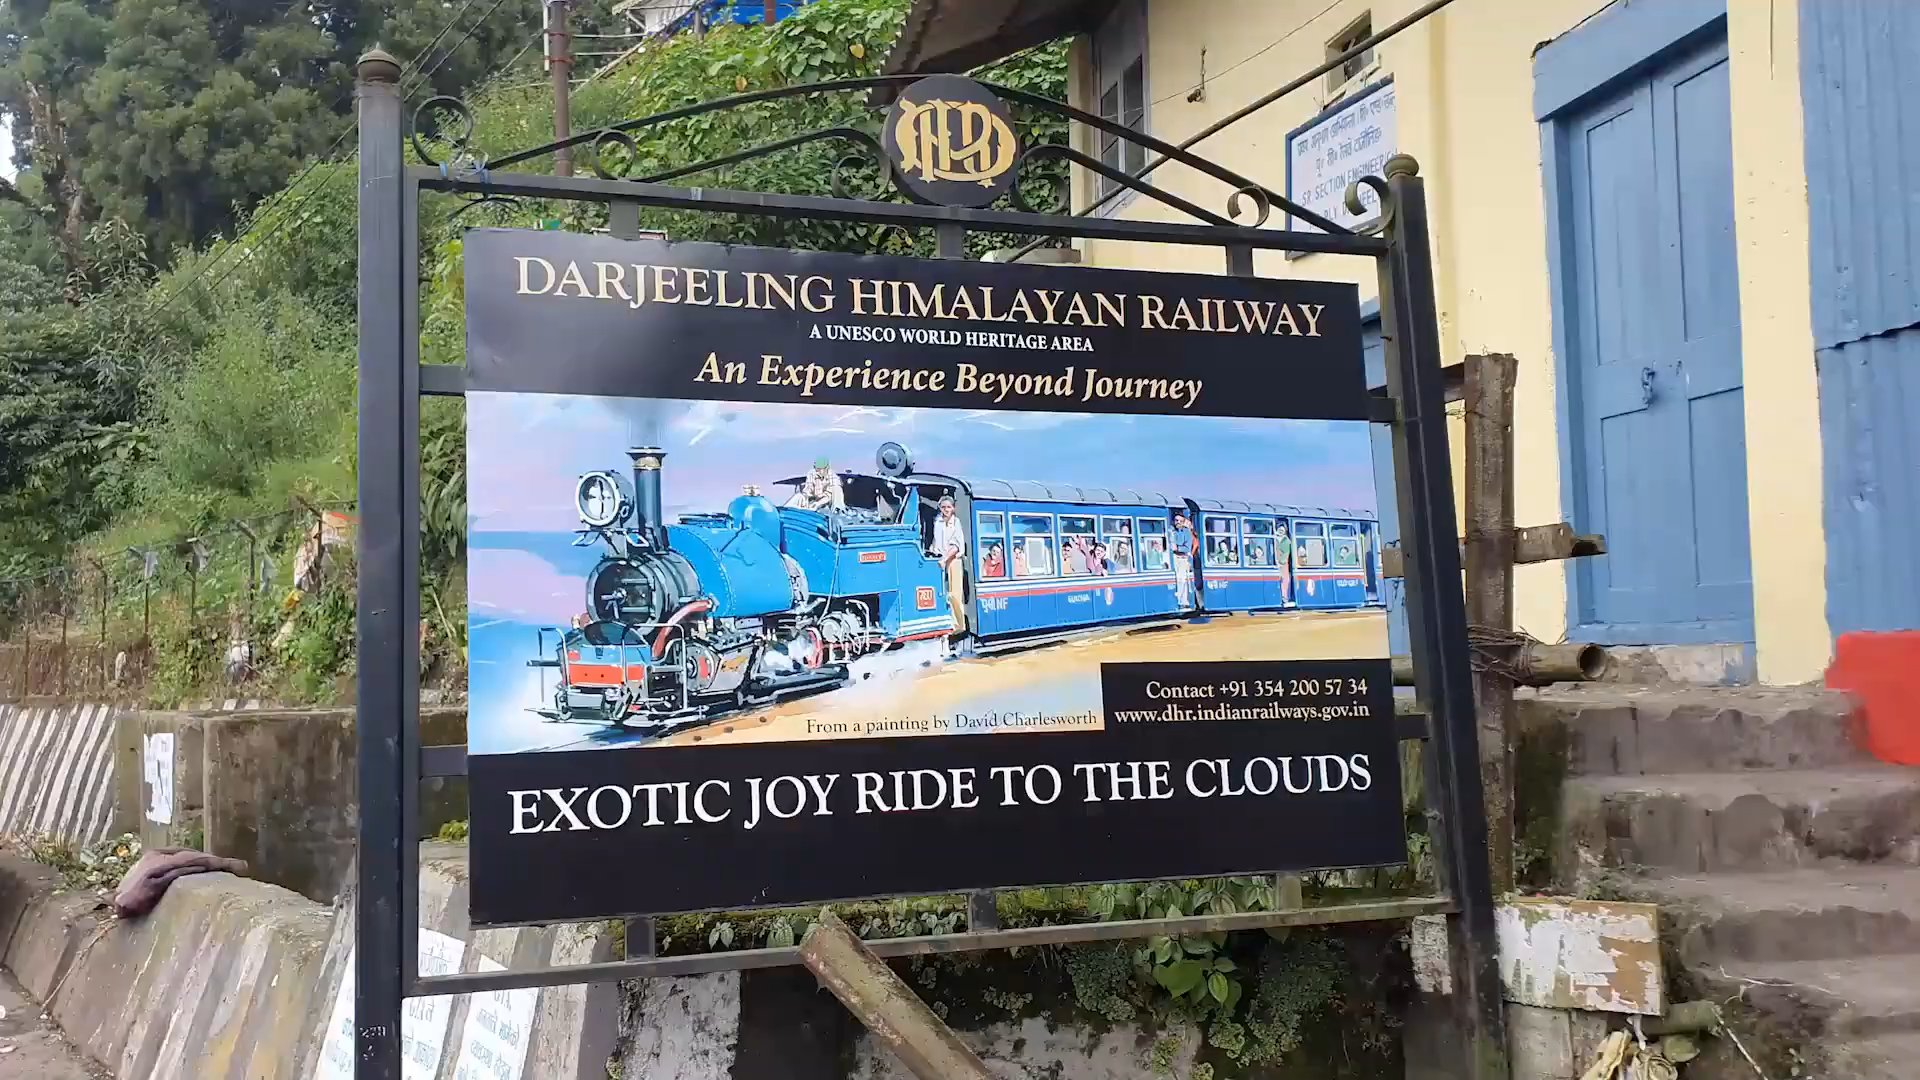 DHR
DARJEELING HIMALAYAN RAILWAY
A UNESCO WORLD HERITAGE AREA
An Experience Beyond Journey
Contact +91 354 200 57 34
www.dhr.indianrailways.gov.in
From a painting by David Charlesworth
EXOTIC JOY RIDE TO THE CLOUDS
SR. SECTION ENGINEER